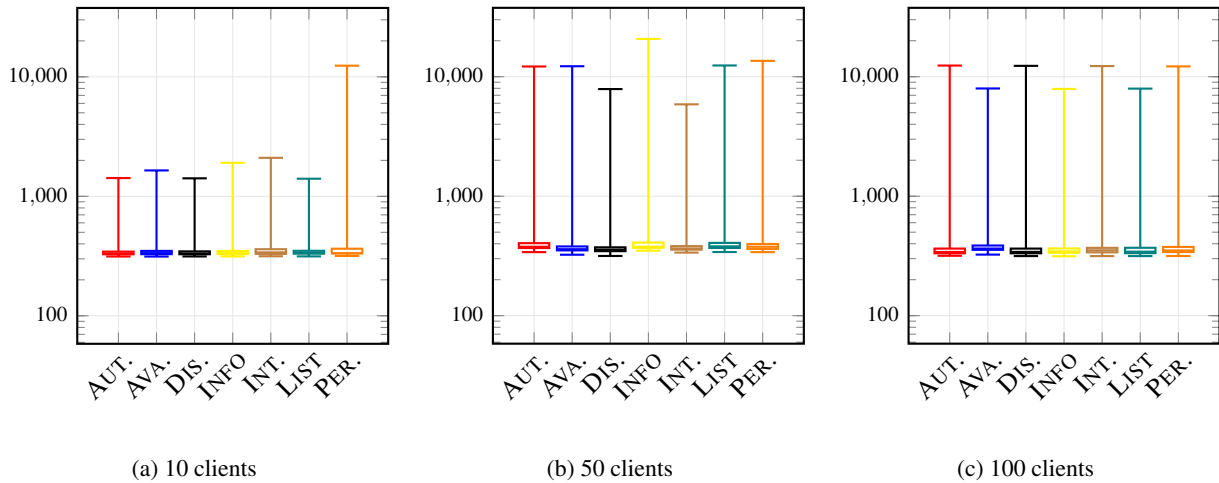 10,000
1,000
100
AUT.
AVA.
DIS.
INFO
INT.
LIST
PER.
(a) 10 clients
10,000
1,000
100
AUT.
AVA.
DIS.
INFO
INT.
LIST
PER.
(b) 50 clients
10,000
1,000
100
AUT.
AVA.
DIS.
INFO
INT.
LIST
PER.
(c) 100 clients